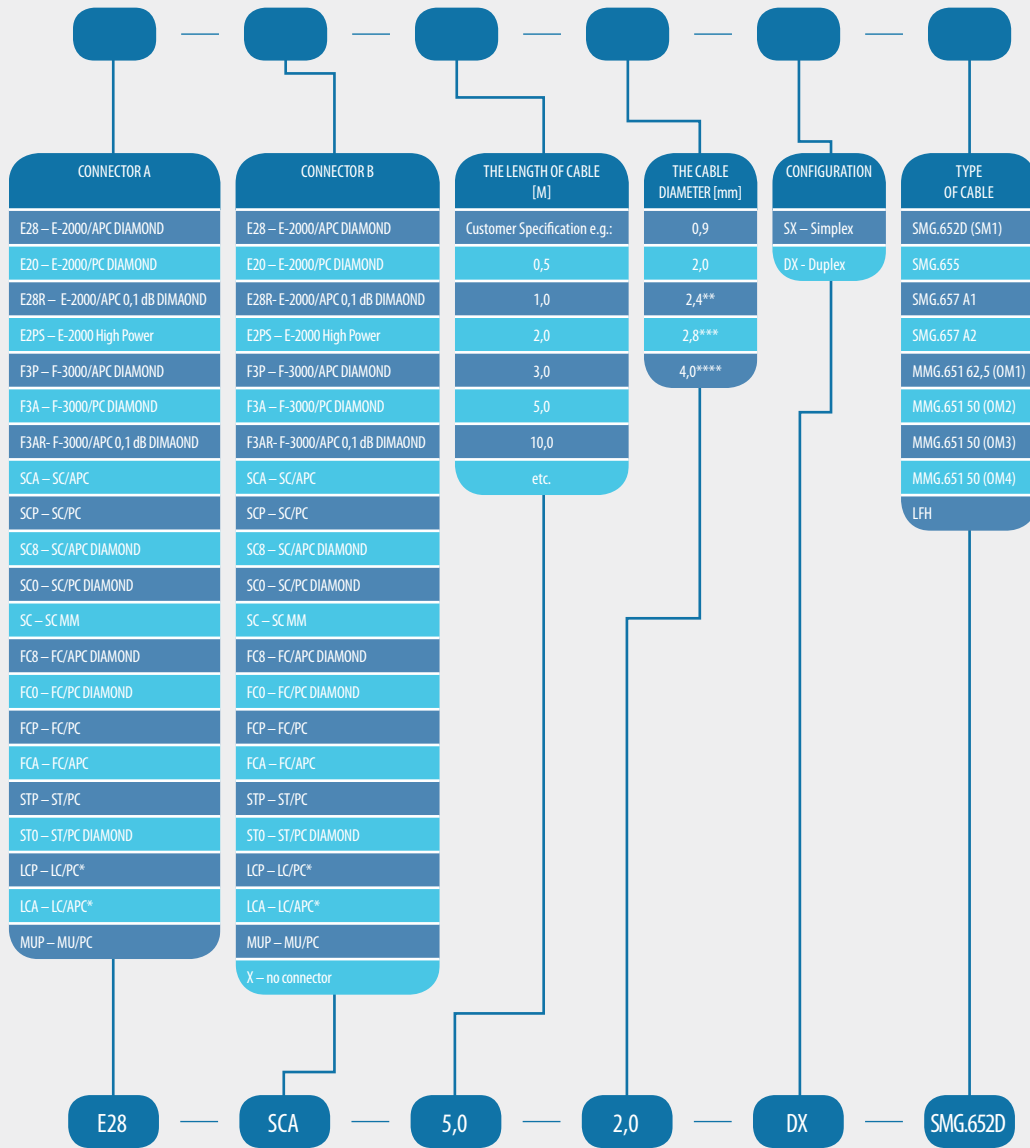 CONNECTOR A
E28 – E-2000/APC DIAMOND
E20 – E-2000/PC DIAMOND
E28R – E-2000/APC 0,1 dB DIMAOND
E2PS – E-2000 High Power
F3P – F-3000/APC DIAMOND
F3A – F-3000/PC DIAMOND
F3AR- F-3000/APC 0,1 dB DIMAOND
SCA – SC/APC
SCP – SC/PC
SC8 – SC/APC DIAMOND
SC0 – SC/PC DIAMOND
SC – SC MM
FC8 – FC/APC DIAMOND
FC0 – FC/PC DIAMOND
FCP – FC/PC
FCA – FC/APC
STP – ST/PC
ST0 – ST/PC DIAMOND
LCP – LC/PC*
LCA – LC/APC*
MUP – MU/PC
CONNECTOR B
E28 – E-2000/APC DIAMOND
E20 – E-2000/PC DIAMOND
E28R- E-2000/APC 0,1 dB DIMAOND
E2PS – E-2000 High Power
F3P – F-3000/APC DIAMOND
F3A – F-3000/PC DIAMOND
F3AR- F-3000/APC 0,1 dB DIMAOND
SCA – SC/APC
SCP – SC/PC
SC8 – SC/APC DIAMOND
SC0 – SC/PC DIAMOND
SC – SC MM
FC8 – FC/APC DIAMOND
FC0 – FC/PC DIAMOND
FCP – FC/PC
FCA – FC/APC
STP – ST/PC
ST0 – ST/PC DIAMOND
LCP – LC/PC*
LCA – LC/APC*
MUP – MU/PC
X – no connector
THE LENGTH OF CABLE
[M]
Customer Specification e.g.:
0,5
1,0
2,0
3,0
5,0
10,0
etc.
THE CABLE
DIAMETER [mm]
0,9
2,0
2,4**
2,8***
4,0****
CONFIGURATION
SX – Simplex
DX - Duplex
TYPE
OF CABLE
SMG.652D (SM1)
SMG.655
SMG.657 A1
SMG.657 A2
MMG.651 62,5 (OM1)
MMG.651 50 (OM2)
MMG.651 50 (OM3)
MMG.651 50 (OM4)
LFH
E28 — SCA — 5,0 — 2,0 — DX — SMG.652D